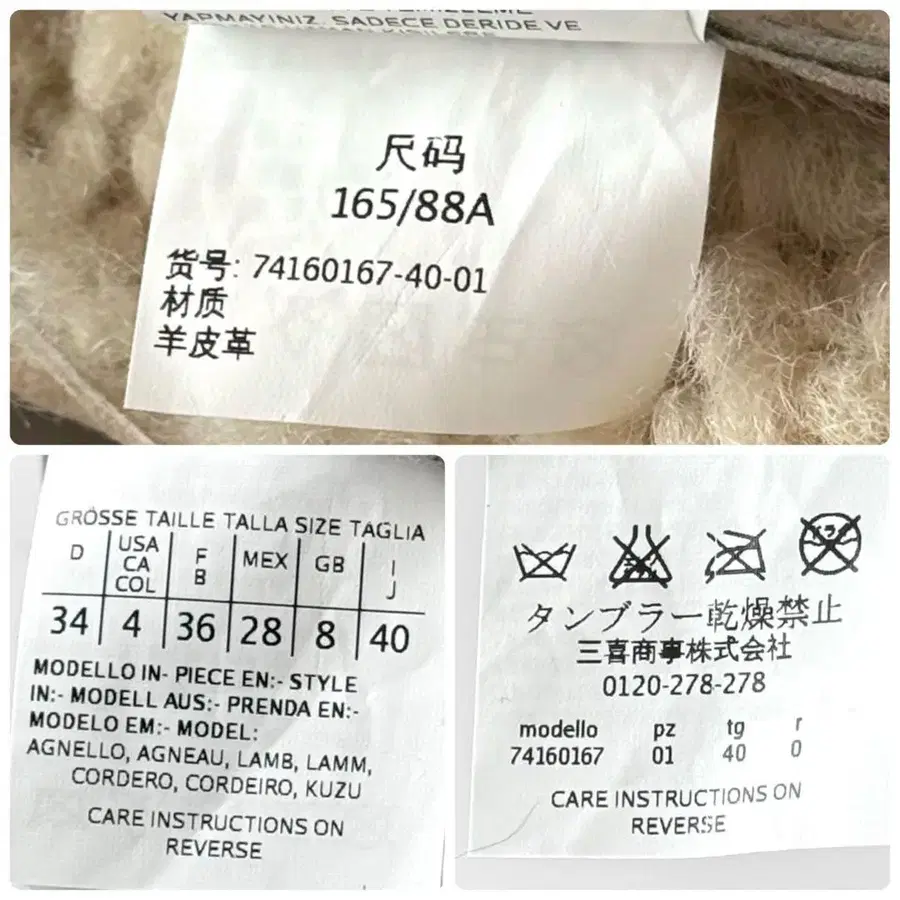 YAPMAYINIZ. SADECE DERIDE VE
尺码
165/88A
货号: 74160167-40-01
材质
羊皮革
GRÖSSE TAILLE TALLA SIZE TAGLIA
D USA CA COL F B MEX GB I J
34 4 36 28 8 40
MODELLO IN- PIECE EN:- STYLE
IN:- MODELL AUS:- PRENDA EN:-
MODELO EM:- MODEL:
AGNELLO, AGNEAU, LAMB, LAMM,
CORDERO, CORDEIRO, KUZU
CARE INSTRUCTIONS ON
REVERSE
タンブラー乾燥禁止
三喜商事株式会社
0120-278-278
modello pz tg r
74160167 01 40 0
CARE INSTRUCTIONS ON
REVERSE